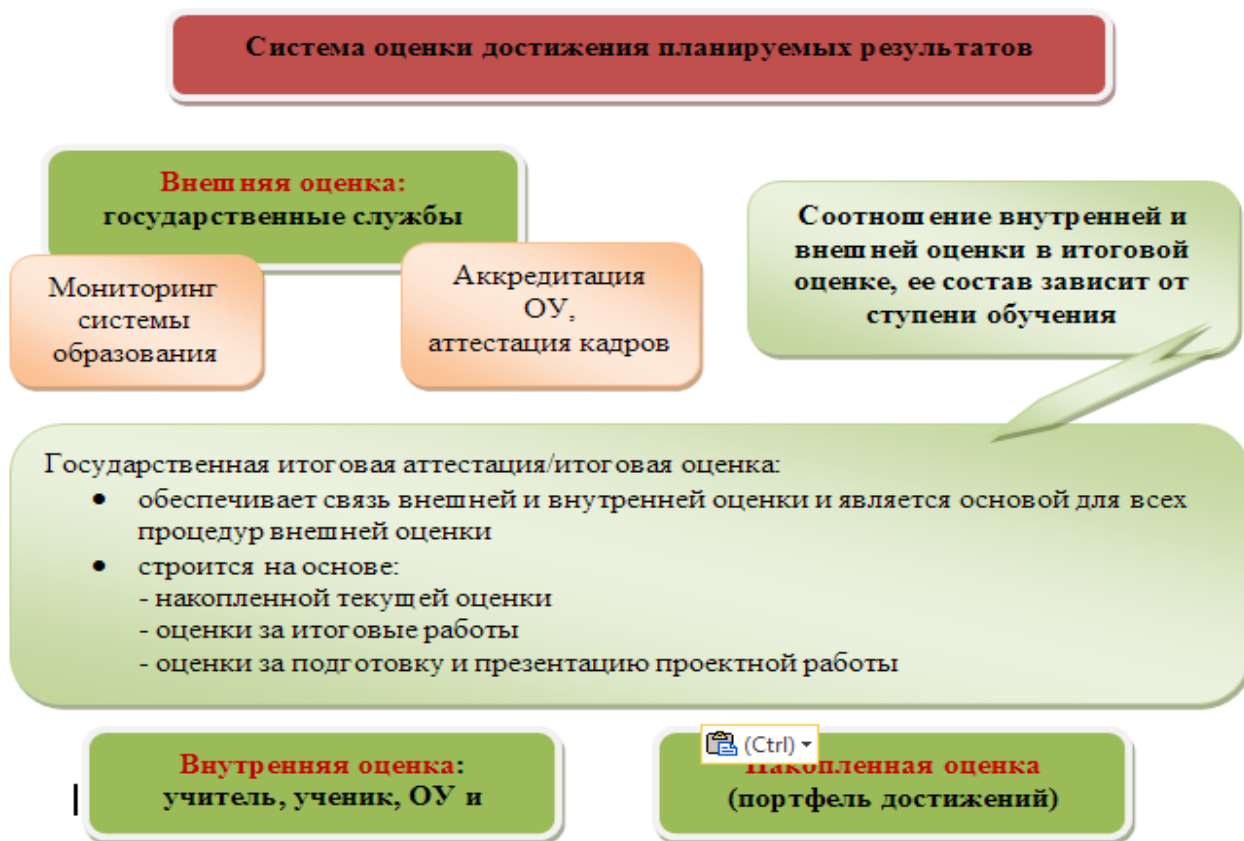 Система оценки достижения планируемых результатов
Внешняя оценка:
государственные службы
Мониторинг
системы
образования
Аккредитация
ОУ,
аттестация кадров
Соотношение внутренней и
внешней оценки в итоговой
оценке, ее состав зависит от
ступени обучения
Государственная итоговая аттестация/итоговая оценка:
• обеспечивает связь внешней и внутренней оценки и является основой для всех
процедур внешней оценки
• строится на основе:
- накопленной текущей оценки
- оценки за итоговые работы
- оценки за подготовку и презентацию проектной работы
Внутренняя оценка:
учитель, ученик, ОУ и
(Ctrl)
Накопленная оценка
(портфель достижений)